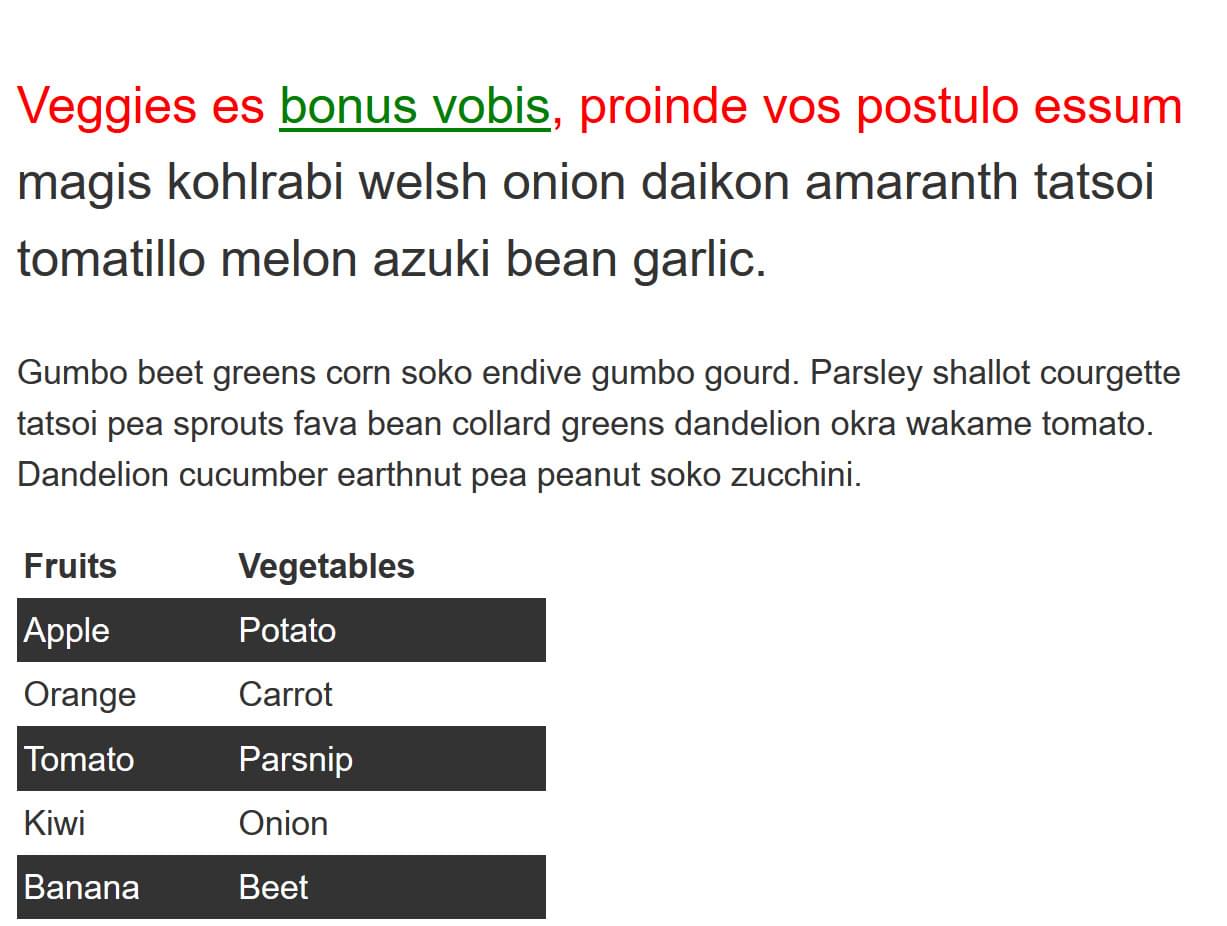 Veggies es bonus vobis, proinde vos postulo essum
magis kohlrabi welsh onion daikon amaranth tatsoi
tomatillo melon azuki bean garlic.
Gumbo beet greens corn soko endive gumbo gourd. Parsley shallot courgette
tatsoi pea sprouts fava bean collard greens dandelion okra wakame tomato.
Dandelion cucumber earthnut pea peanut soko zucchini.
Fruits Vegetables
Apple Potato
Orange Carrot
Tomato Parsnip
Kiwi Onion
Banana Beet